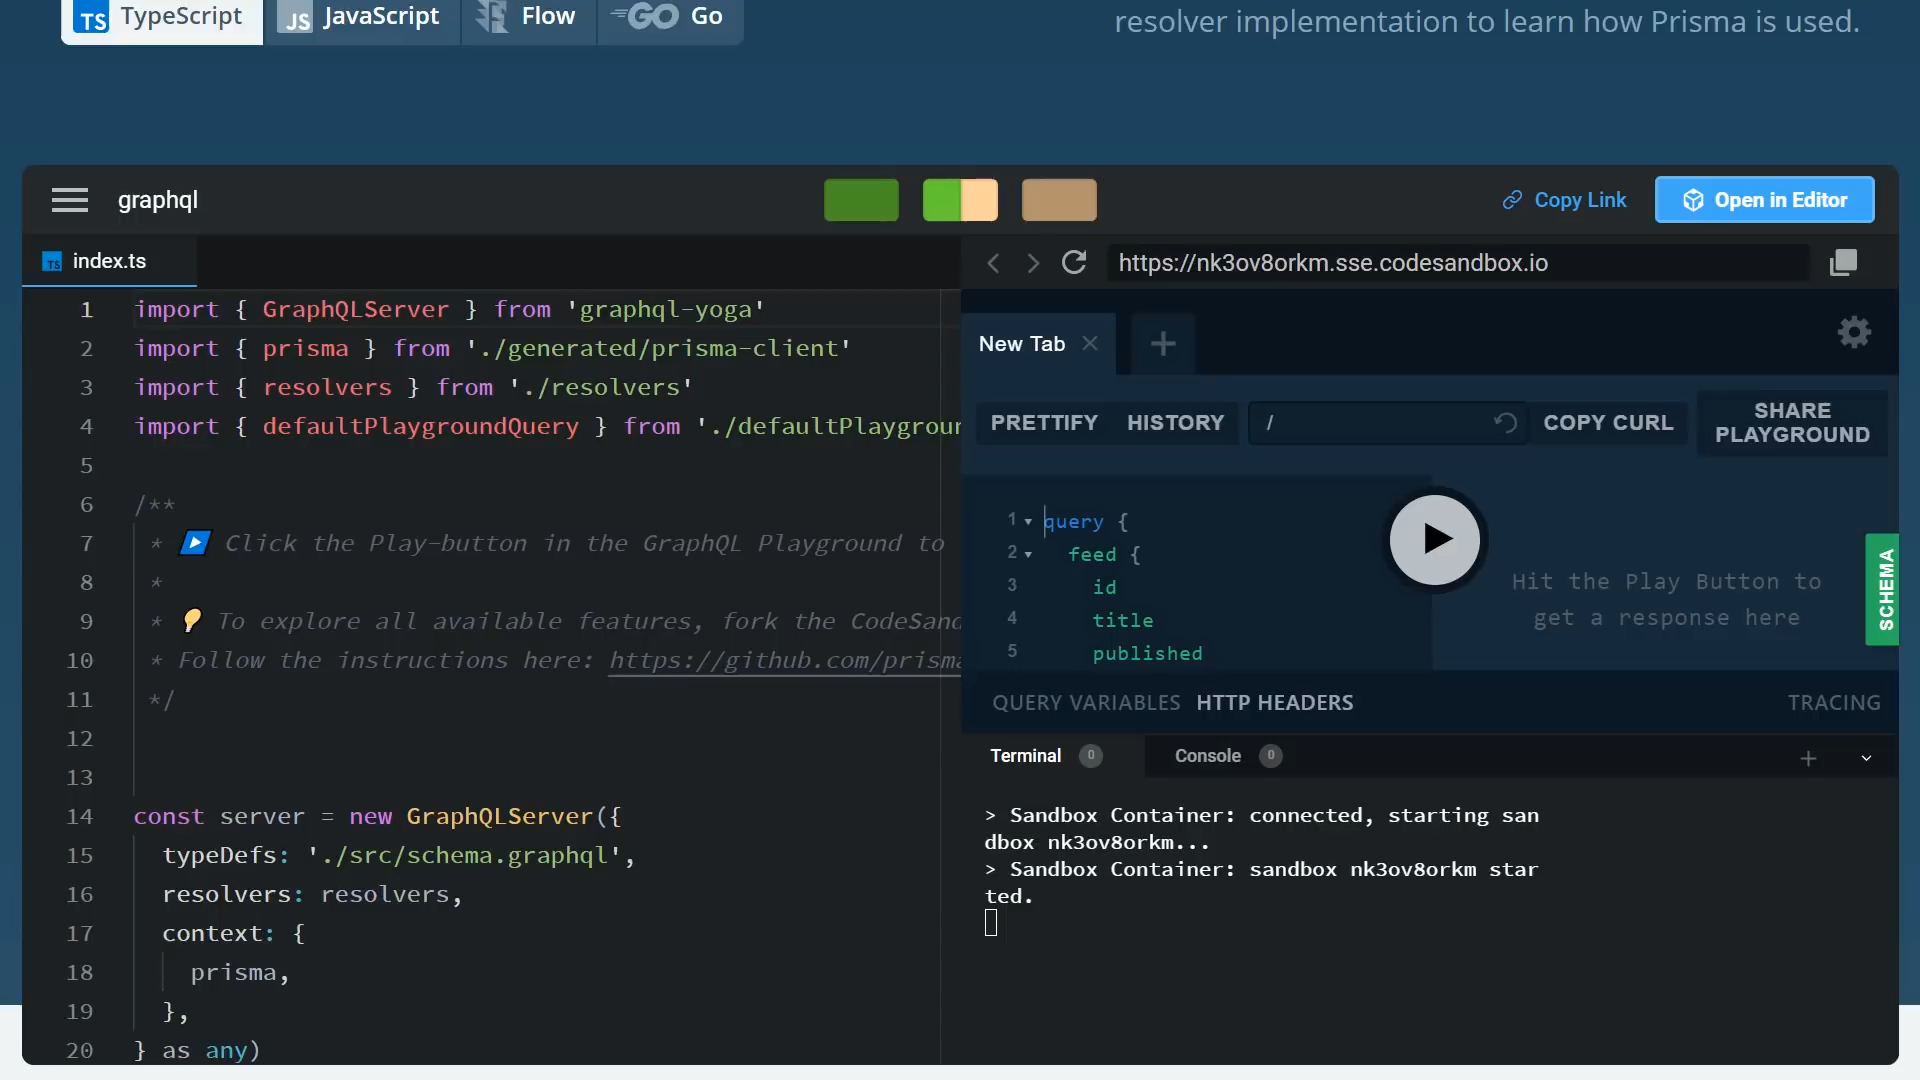 TS TypeScript JS JavaScript Flow GO Go
resolver implementation to learn how Prisma is used.
graphql
Copy Link
Open in Editor
TS index.ts
1 import { GraphQLServer } from 'graphql-yoga'
2 import { prisma } from './generated/prisma-client'
3 import { resolvers } from './resolvers'
4 import { defaultPlaygroundQuery } from './defaultPlaygroun
5
6 /**
7 * Click the Play-button in the GraphQL Playground to
8 *
9 * To explore all available features, fork the CodeSand
10 * Follow the instructions here: https://github.com/prisma
11 */
12
13
14 const server = new GraphQLServer({
15 typeDefs: './src/schema.graphql',
16 resolvers: resolvers,
17 context: {
18 prisma,
19 },
20 } as any)
https://nk3ov8orkm.sse.codesandbox.io
New Tab
PRETTIFY HISTORY / COPY CURL
SHARE
PLAYGROUND
1 query {
2 feed {
3 id
4 title
5 published
Hit the Play Button to
get a response here
SCHEMA
QUERY VARIABLES HTTP HEADERS TRACING
Terminal 0 Console 0
> Sandbox Container: connected, starting san
dbox nk3ov8orkm...
> Sandbox Container: sandbox nk3ov8orkm star
ted.